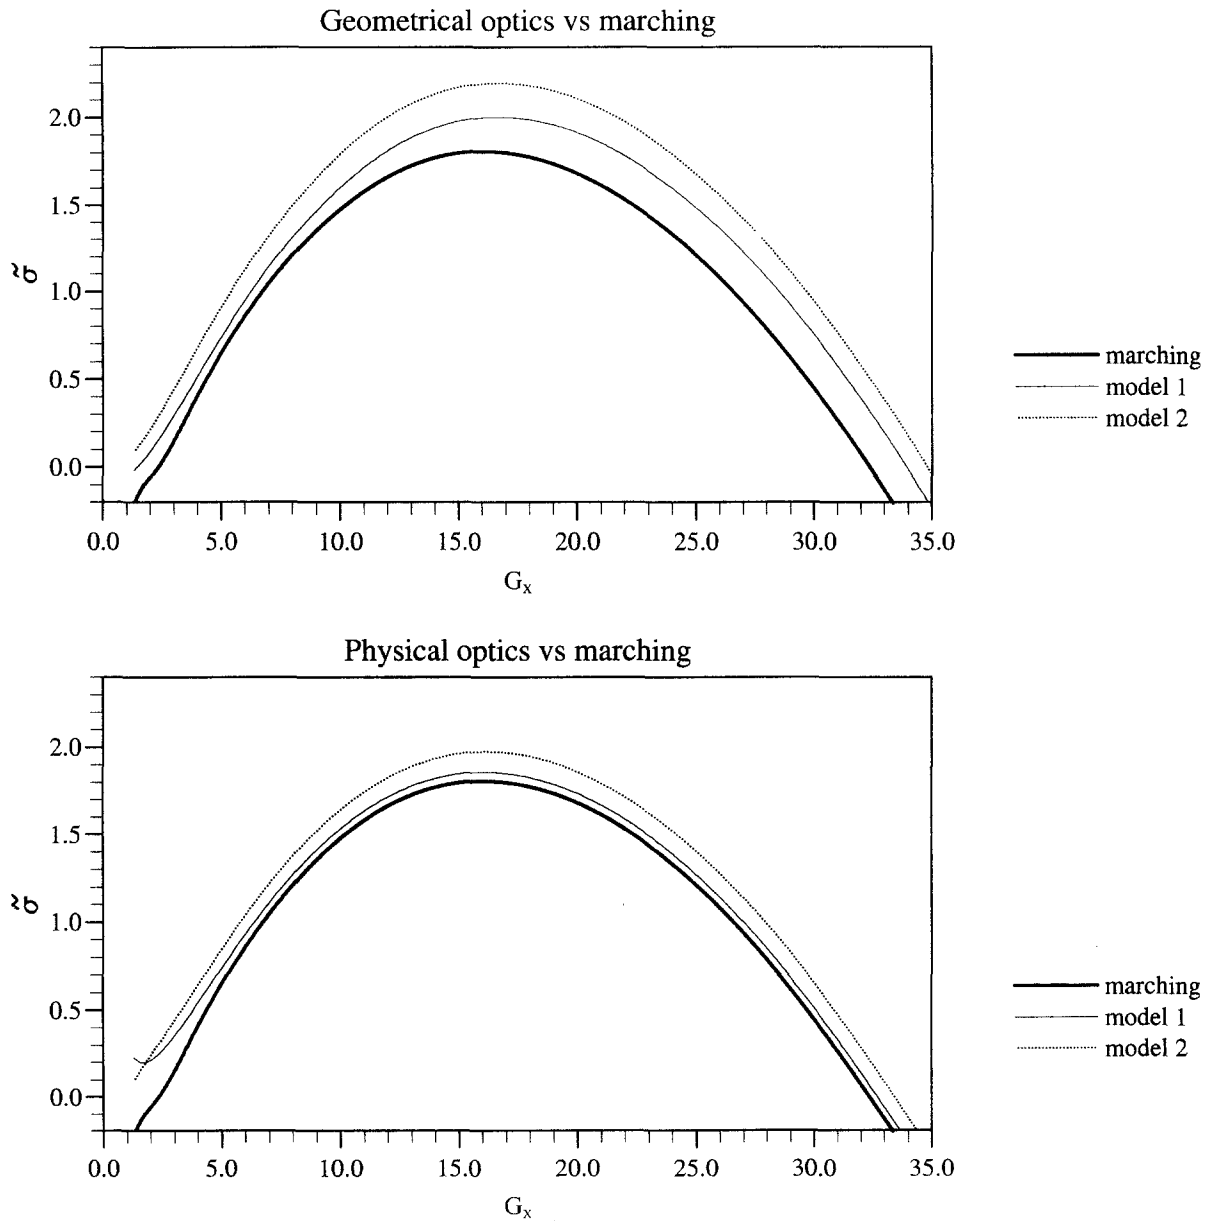 Geometrical optics vs marching
2.0
1.5
1.0
0.5
0.0
σ̃
0.0 5.0 10.0 15.0 20.0 25.0 30.0 35.0
Gₓ
marching
model 1
model 2
Physical optics vs marching
2.0
1.5
1.0
0.5
0.0
σ̃
0.0 5.0 10.0 15.0 20.0 25.0 30.0 35.0
Gₓ
marching
model 1
model 2